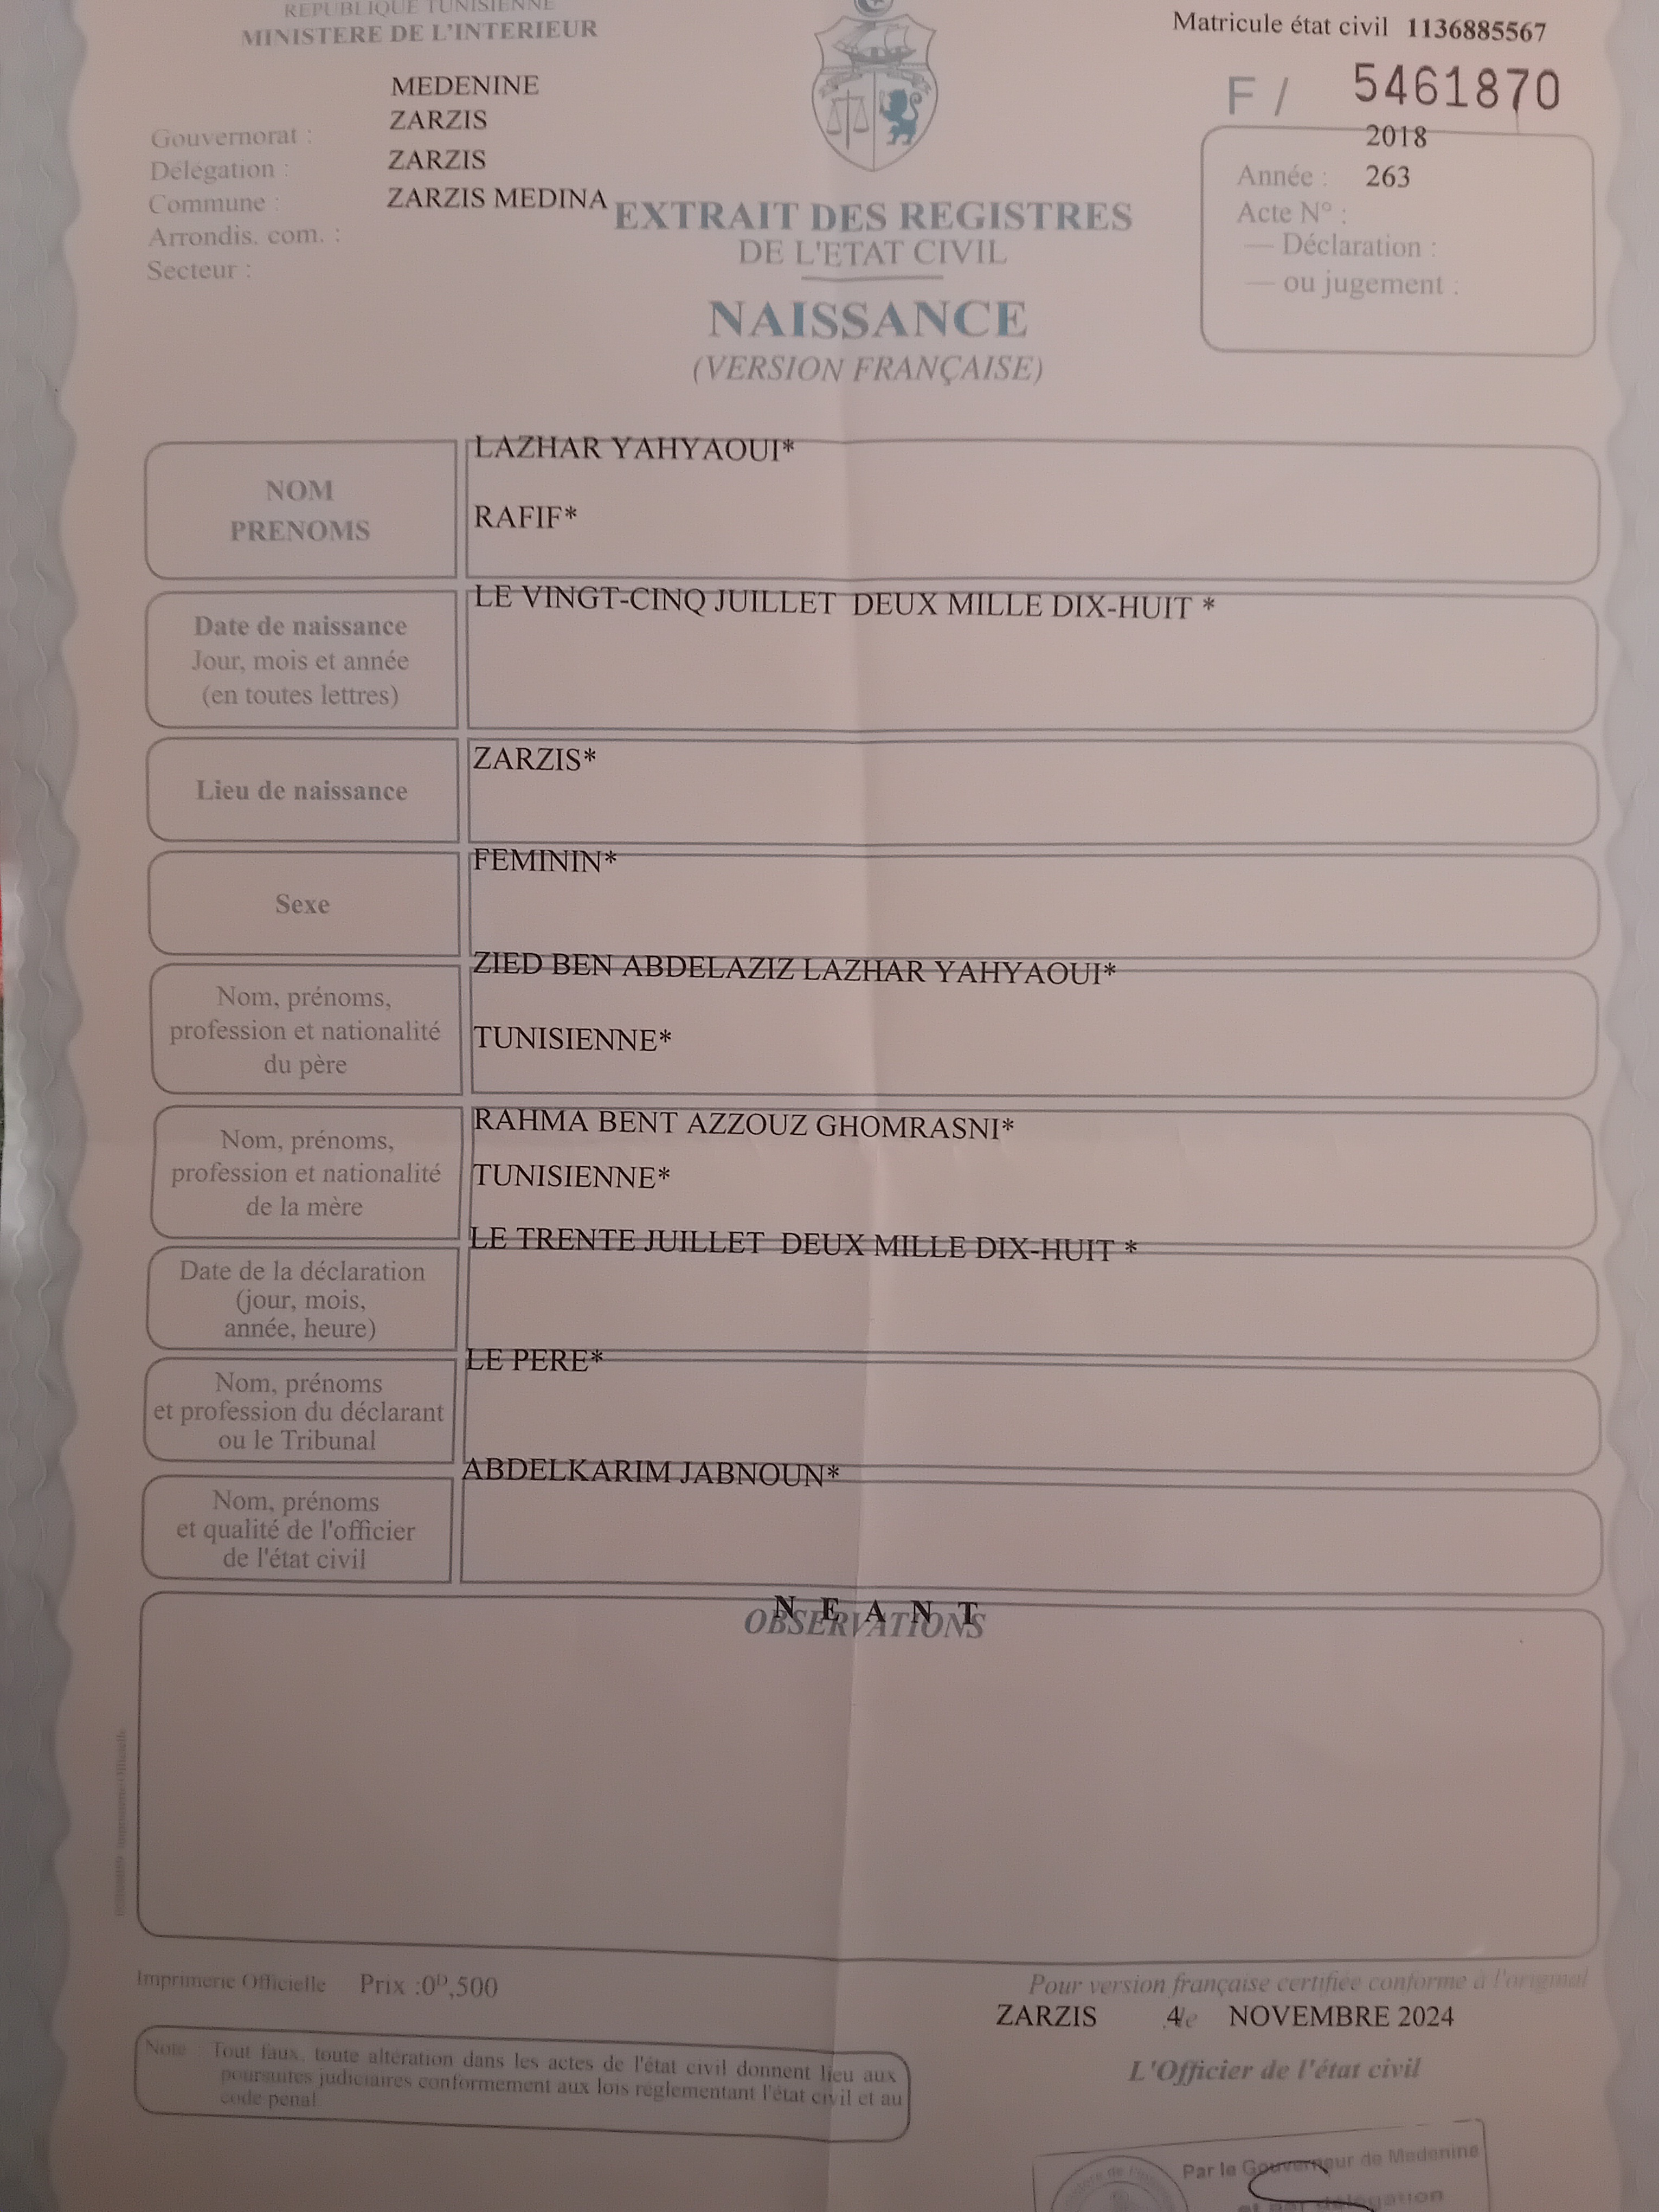 REPUBLIQUE TUNISIENNE
MINISTERE DE L'INTERIEUR
Matricule état civil 1136885567
F / 5461870
MEDENINE
ZARZIS
ZARZIS
ZARZIS MEDINA
Gouvernorat :
Délégation :
Commune :
Arrondis. com. :
Secteur :
2018
Année : 263
Acte N° :
— Déclaration :
— ou jugement :
EXTRAIT DES REGISTRES
DE L'ETAT CIVIL
NAISSANCE
(VERSION FRANÇAISE)
NOM
PRENOMS
LAZHAR YAHYAOUI*
RAFIF*
Date de naissance
Jour, mois et année
(en toutes lettres)
LE VINGT-CINQ JUILLET DEUX MILLE DIX-HUIT *
Lieu de naissance
ZARZIS*
Sexe
FEMININ*
Nom, prénoms,
profession et nationalité
du père
ZIED BEN ABDELAZIZ LAZHAR YAHYAOUI*
TUNISIENNE*
Nom, prénoms,
profession et nationalité
de la mère
RAHMA BENT AZZOUZ GHOMRASNI*
TUNISIENNE*
Date de la déclaration
(jour, mois,
année, heure)
LE TRENTE JUILLET DEUX MILLE DIX-HUIT *
Nom, prénoms
et profession du déclarant
ou le Tribunal
LE PERE*
Nom, prénoms
et qualité de l'officier
de l'état civil
ABDELKARIM JABNOUN*
N E A N T
OBSERVATIONS
Imprimerie Officielle Prix :0ᴰ,500
Pour version française certifiée conforme à l'original
ZARZIS 4 le NOVEMBRE 2024
L'Officier de l'état civil
Note : Tout faux, toute altération dans les actes de l'état civil donnent lieu aux
poursuites judiciaires conformement aux lois réglementant l'état civil et au
code penal
Par le Gouverneur de Medenine
et par délégation